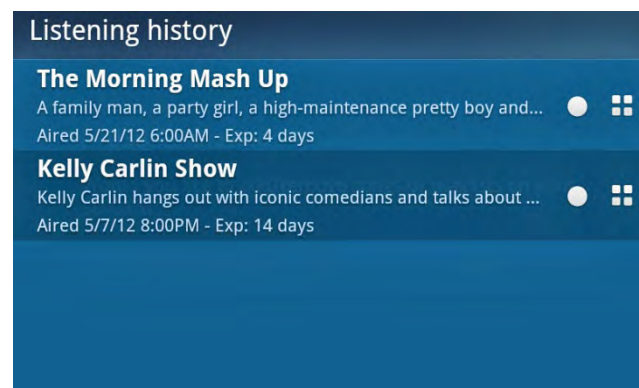 Listening history
The Morning Mash Up
A family man, a party girl, a high-maintenance pretty boy and...
Aired 5/21/12 6:00AM - Exp: 4 days
Kelly Carlin Show
Kelly Carlin hangs out with iconic comedians and talks about ...
Aired 5/7/12 8:00PM - Exp: 14 days